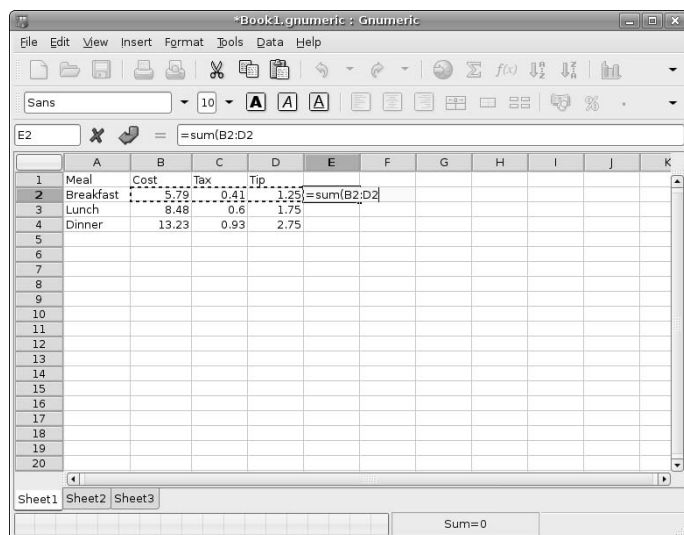 *Book1.gnumeric : Gnumeric
File Edit View Insert Format Tools Data Help
f(x)
Sans 10 A A A %
E2 = =sum(B2:D2
A B C D E F G H I J K
1 Meal Cost Tax Tip
2 Breakfast 5.79 0.41 1.25 =sum(B2:D2
3 Lunch 8.48 0.6 1.75
4 Dinner 13.23 0.93 2.75
5
6
7
8
9
10
11
12
13
14
15
16
17
18
19
20
Sheet1 Sheet2 Sheet3
Sum=0